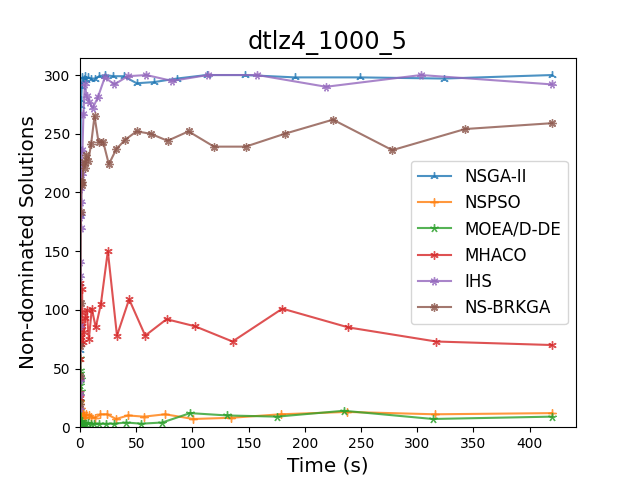 dtlz4_1000_5
Non-dominated Solutions
300
250
200
150
100
50
0
NSGA-II
NSPSO
MOEA/D-DE
MHACO
IHS
NS-BRKGA
0 50 100 150 200 250 300 350 400
Time (s)